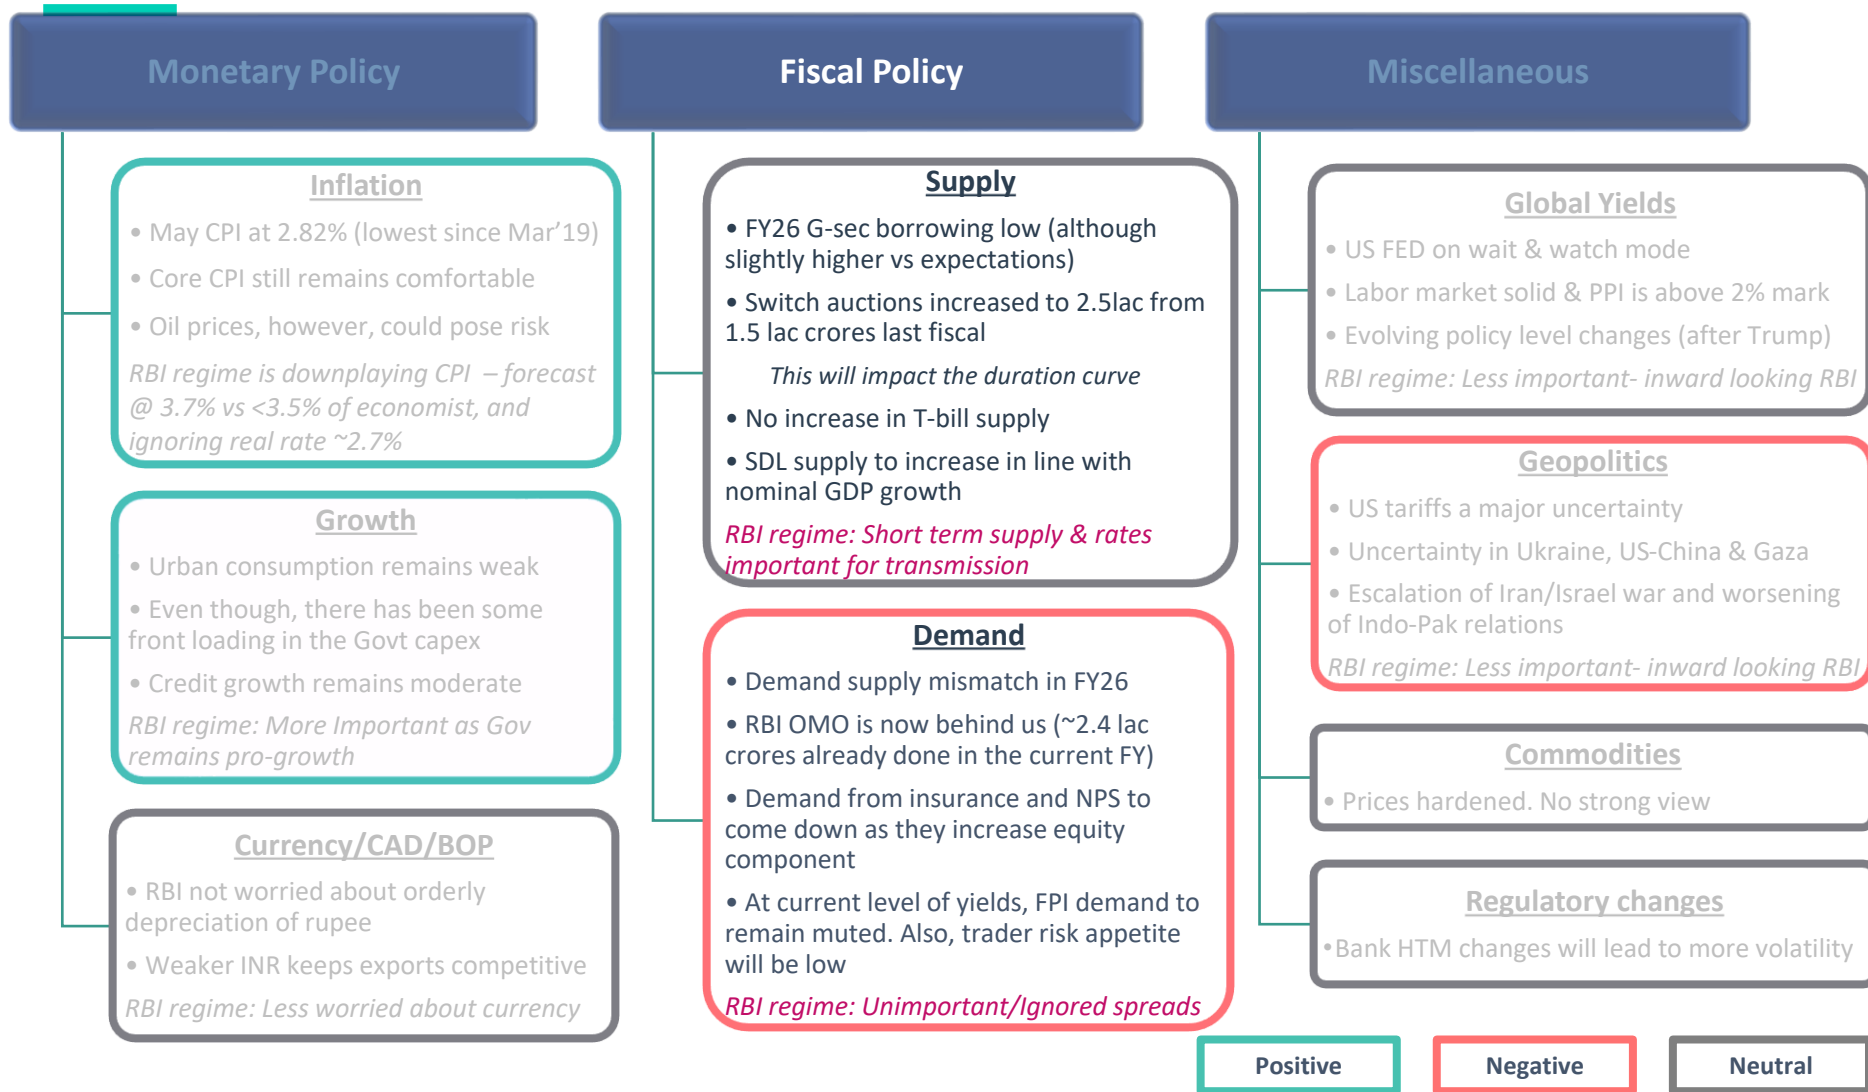 Monetary Policy
Inflation
• May CPI at 2.82% (lowest since Mar’19)
• Core CPI still remains comfortable
• Oil prices, however, could pose risk
RBI regime is downplaying CPI – forecast
@ 3.7% vs <3.5% of economist, and
ignoring real rate ~2.7%
Growth
• Urban consumption remains weak
• Even though, there has been some
front loading in the Govt capex
• Credit growth remains moderate
RBI regime: More Important as Gov
remains pro-growth
Currency/CAD/BOP
• RBI not worried about orderly
depreciation of rupee
• Weaker INR keeps exports competitive
RBI regime: Less worried about currency
Fiscal Policy
Supply
• FY26 G-sec borrowing low (although
slightly higher vs expectations)
• Switch auctions increased to 2.5lac from
1.5 lac crores last fiscal
This will impact the duration curve
• No increase in T-bill supply
• SDL supply to increase in line with
nominal GDP growth
RBI regime: Short term supply & rates
important for transmission
Demand
• Demand supply mismatch in FY26
• RBI OMO is now behind us (~2.4 lac
crores already done in the current FY)
• Demand from insurance and NPS to
come down as they increase equity
component
• At current level of yields, FPI demand to
remain muted. Also, trader risk appetite
will be low
RBI regime: Unimportant/Ignored spreads
Miscellaneous
Global Yields
• US FED on wait & watch mode
• Labor market solid & PPI is above 2% mark
• Evolving policy level changes (after Trump)
RBI regime: Less important- inward looking RBI
Geopolitics
• US tariffs a major uncertainty
• Uncertainty in Ukraine, US-China & Gaza
• Escalation of Iran/Israel war and worsening
of Indo-Pak relations
RBI regime: Less important- inward looking RBI
Commodities
• Prices hardened. No strong view
Regulatory changes
• Bank HTM changes will lead to more volatility
Positive
Negative
Neutral